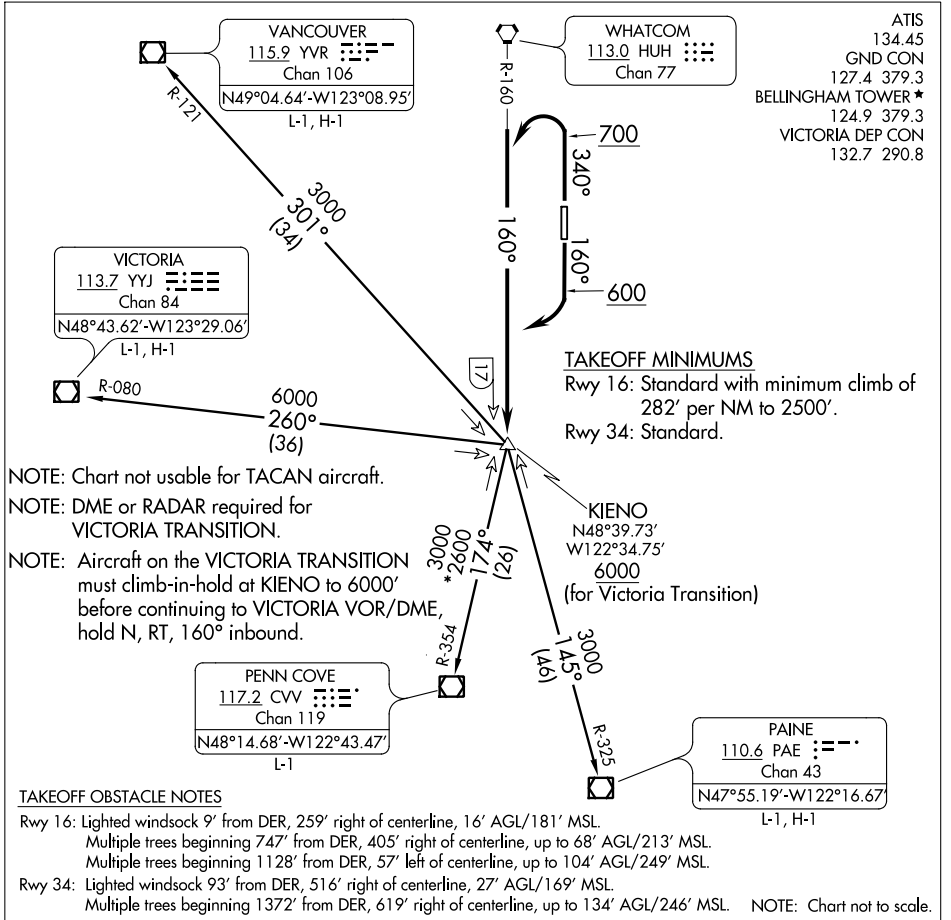 VANCOUVER
115.9 YVR
Chan 106
N49°04.64'-W123°08.95'
L-1, H-1
WHATCOM
113.0 HUH
Chan 77
ATIS
134.45
GND CON
127.4 379.3
BELLINGHAM TOWER ★
124.9 379.3
VICTORIA DEP CON
132.7 290.8
R-121
R-160
700
340°
160°
160°
600
3000
301°
(34)
VICTORIA
113.7 YYJ
Chan 84
N48°43.62'-W123°29.06'
L-1, H-1
R-080
6000
260°
(36)
17
TAKEOFF MINIMUMS
Rwy 16: Standard with minimum climb of
282' per NM to 2500'.
Rwy 34: Standard.
NOTE: Chart not usable for TACAN aircraft.
NOTE: DME or RADAR required for
VICTORIA TRANSITION.
NOTE: Aircraft on the VICTORIA TRANSITION
must climb-in-hold at KIENO to 6000'
before continuing to VICTORIA VOR/DME,
hold N, RT, 160° inbound.
KIENO
N48°39.73'
W122°34.75'
6000
(for Victoria Transition)
3000
*2600
174°
(26)
R-354
3000
145°
(46)
R-325
PENN COVE
117.2 CVV
Chan 119
N48°14.68'-W122°43.47'
L-1
PAINE
110.6 PAE
Chan 43
N47°55.19'-W122°16.67'
L-1, H-1
TAKEOFF OBSTACLE NOTES
Rwy 16: Lighted windsock 9' from DER, 259' right of centerline, 16' AGL/181' MSL.
Multiple trees beginning 747' from DER, 405' right of centerline, up to 68' AGL/213' MSL.
Multiple trees beginning 1128' from DER, 57' left of centerline, up to 104' AGL/249' MSL.
Rwy 34: Lighted windsock 93' from DER, 516' right of centerline, 27' AGL/169' MSL.
Multiple trees beginning 1372' from DER, 619' right of centerline, up to 134' AGL/246' MSL.
NOTE: Chart not to scale.